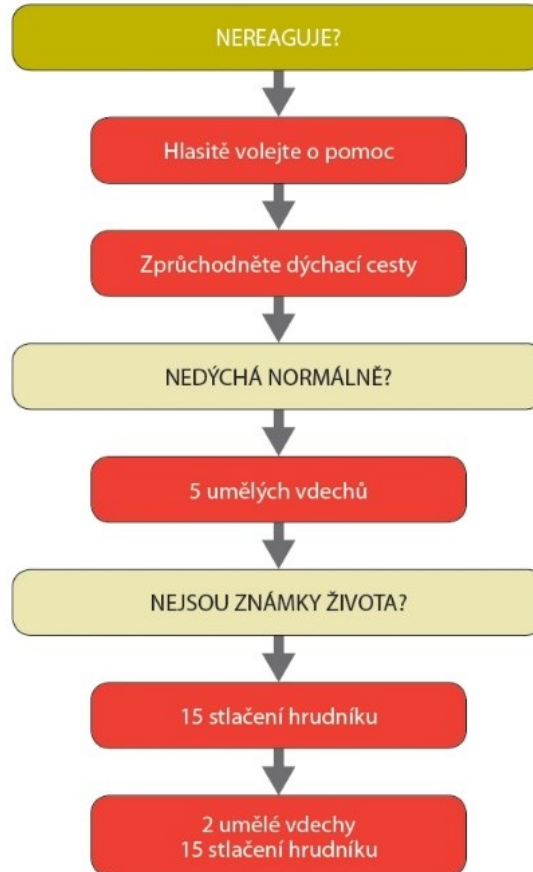 NEREAGUJE?
Hlasitě volejte o pomoc
Zprůchodněte dýchací cesty
NEDÝCHÁ NORMÁLNĚ?
5 umělých vdechů
NEJSOU ZNÁMKY ŽIVOTA?
15 stlačení hrudníku
2 umělé vdechy
15 stlačení hrudníku